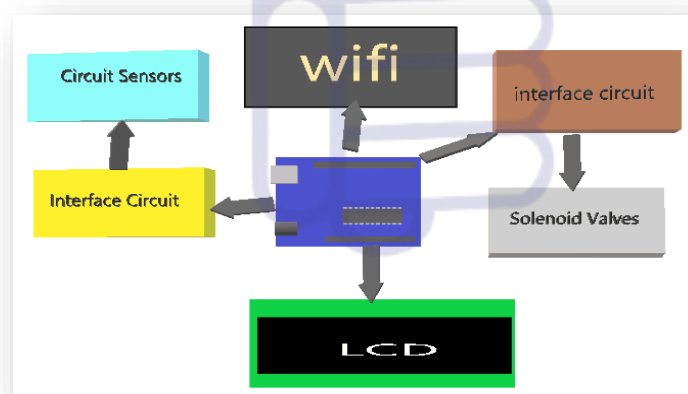 wifi
Circuit Sensors
interface circuit
Interface Circuit
Solenoid Valves
LCD